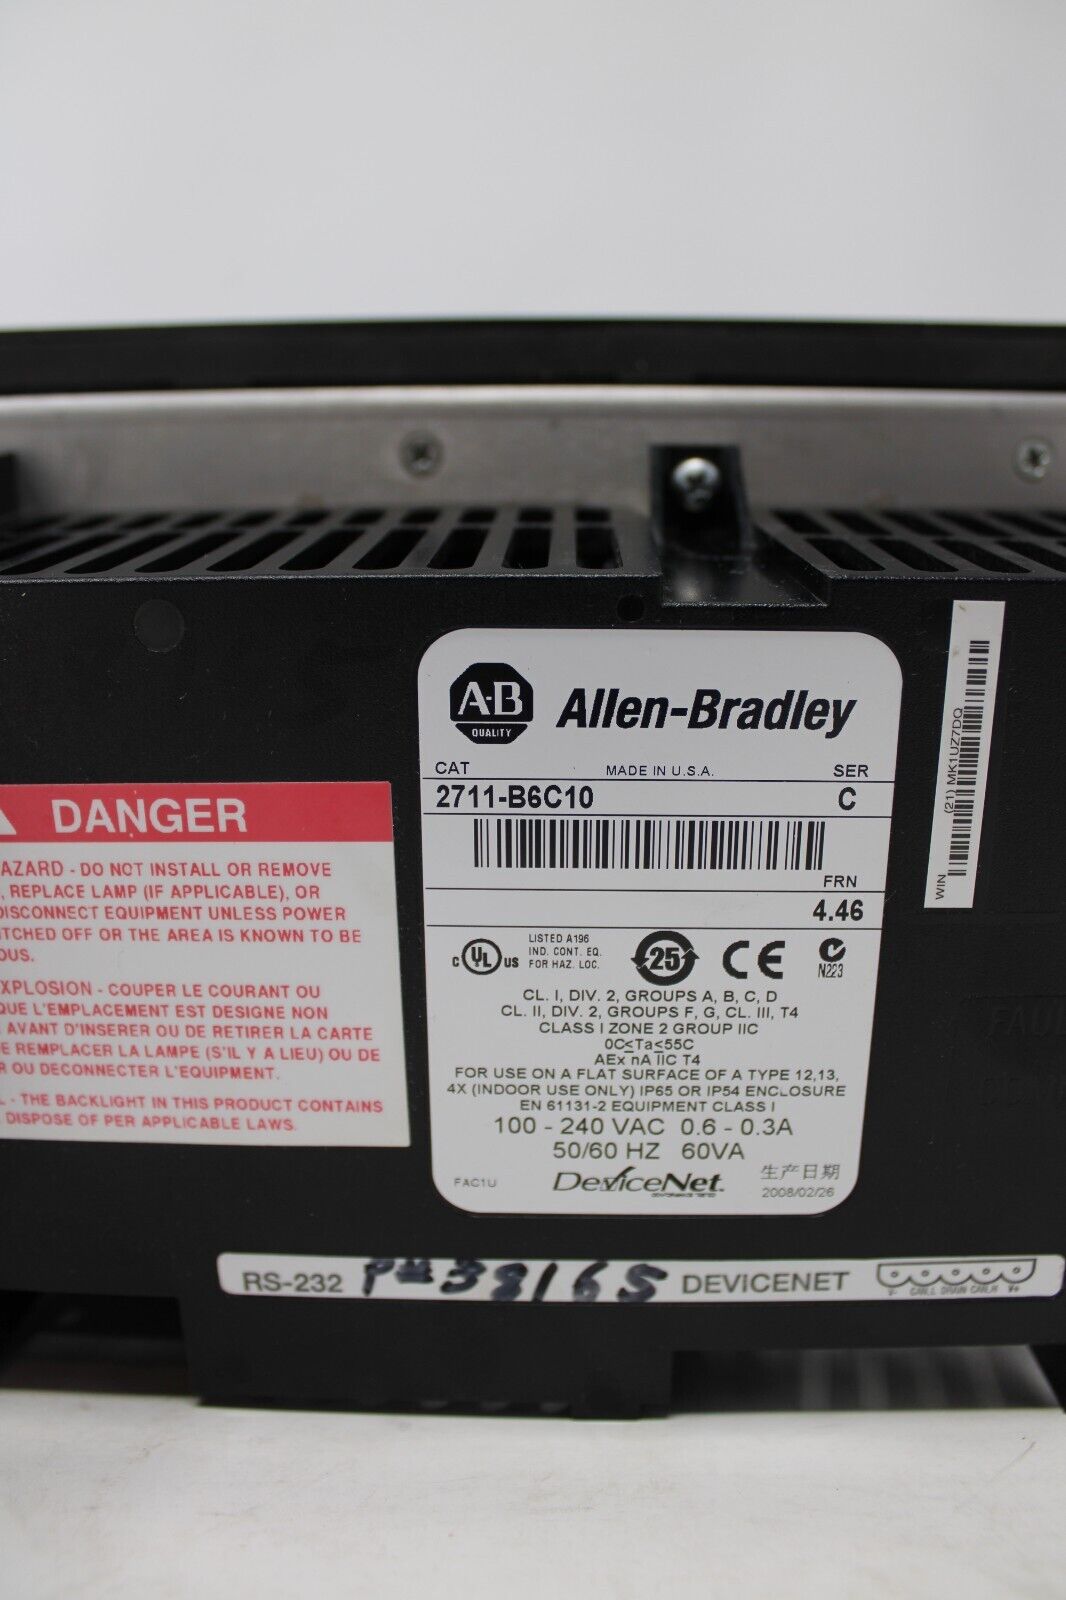 A-B
QUALITY
Allen-Bradley
CAT MADE IN U.S.A. SER
2711-B6C10 C
FRN
4.46
C UL US
LISTED A196
IND. CONT. EQ.
FOR HAZ. LOC.
25
CE
N223
CL. I, DIV. 2, GROUPS A, B, C, D
CL. II, DIV. 2, GROUPS F, G, CL. III, T4
CLASS I ZONE 2 GROUP IIC
0C≤Ta≤55C
AEx nA IIC T4
FOR USE ON A FLAT SURFACE OF A TYPE 12,13,
4X (INDOOR USE ONLY) IP65 OR IP54 ENCLOSURE
EN 61131-2 EQUIPMENT CLASS I
100 - 240 VAC 0.6 - 0.3A
50/60 HZ 60VA
FAC1U DeviceNet 生产日期
2008/02/26
WIN (21) MK1UZ7DQ
DANGER
AZARD - DO NOT INSTALL OR REMOVE
, REPLACE LAMP (IF APPLICABLE), OR
DISCONNECT EQUIPMENT UNLESS POWER
TCHED OFF OR THE AREA IS KNOWN TO BE
OUS.
XPLOSION - COUPER LE COURANT OU
QUE L'EMPLACEMENT EST DESIGNE NON
AVANT D'INSERER OU DE RETIRER LA CARTE
E REMPLACER LA LAMPE (S'IL Y A LIEU) OU DE
R OU DECONNECTER L'EQUIPEMENT.
L - THE BACKLIGHT IN THIS PRODUCT CONTAINS
DISPOSE OF PER APPLICABLE LAWS.
RS-232 P# 38165 DEVICENET